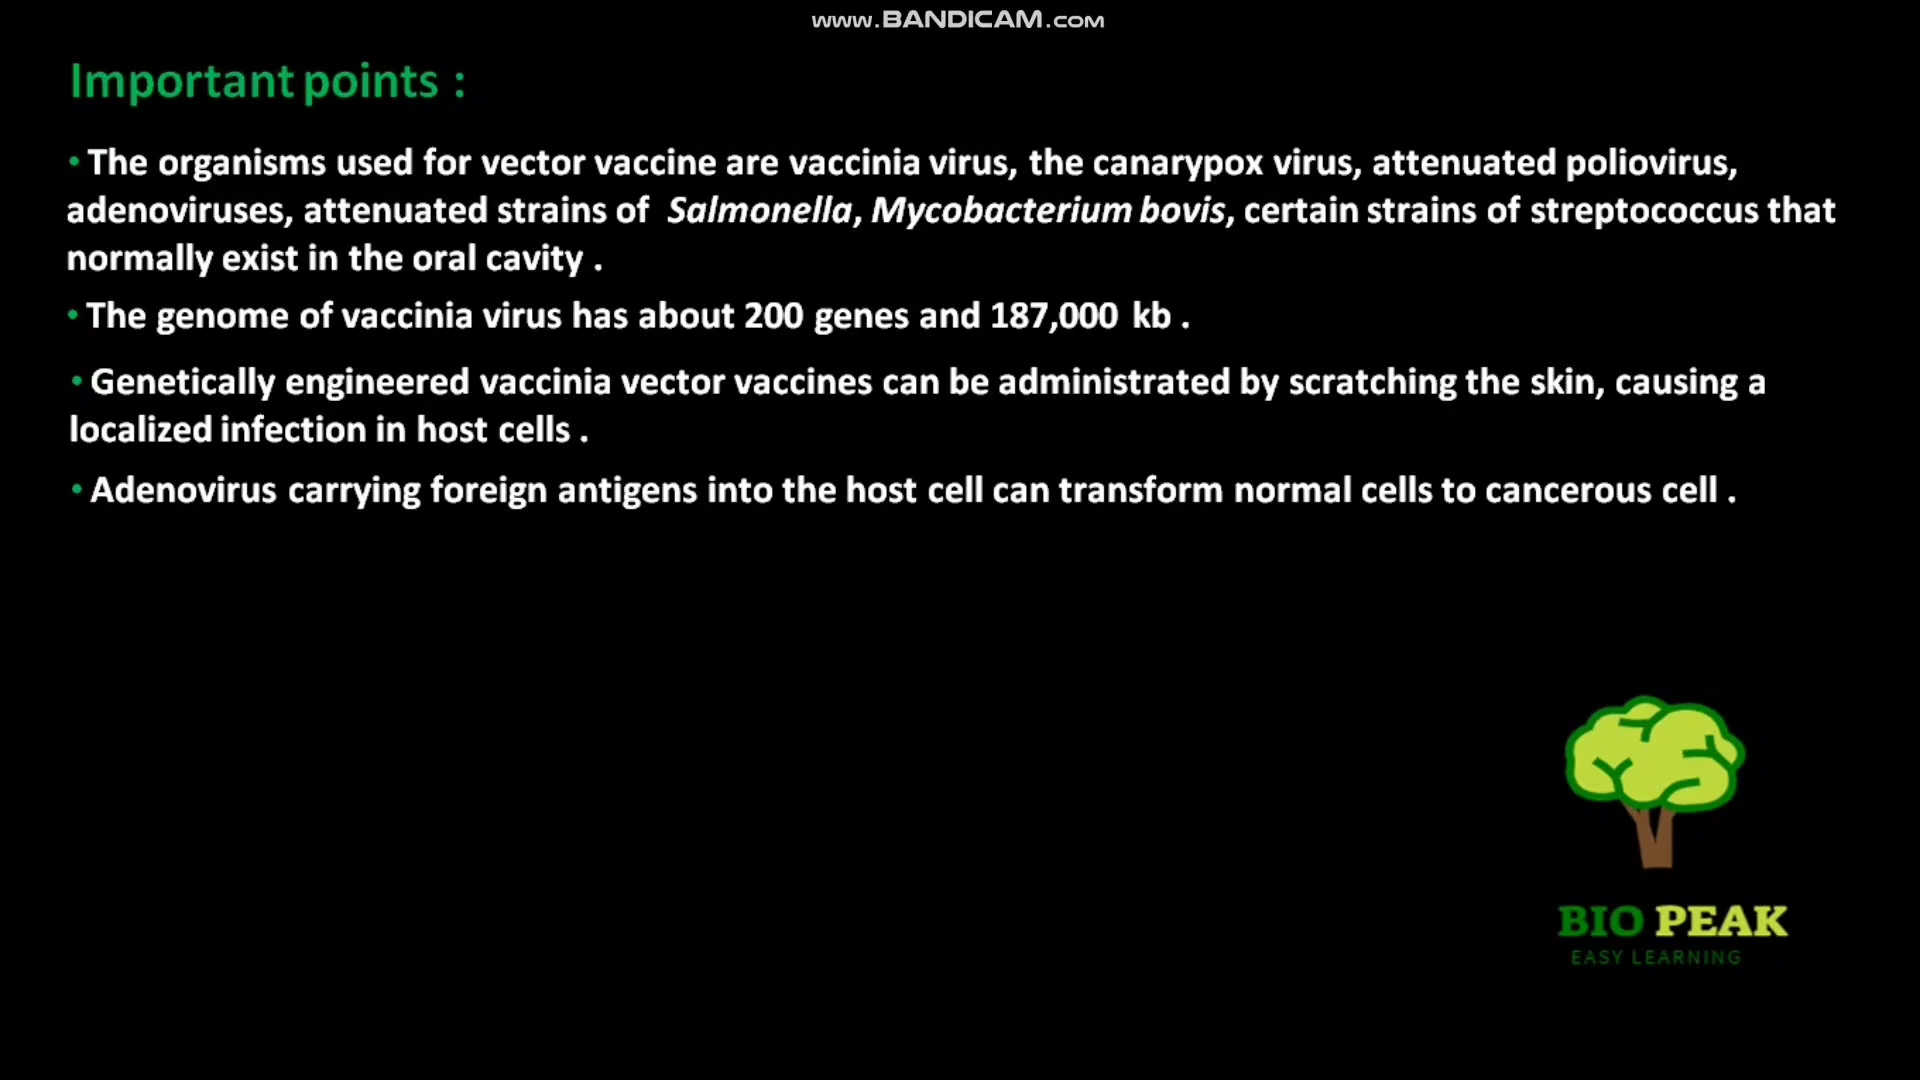 www.BANDICAM.com
Important points :
• The organisms used for vector vaccine are vaccinia virus, the canarypox virus, attenuated poliovirus,
adenoviruses, attenuated strains of Salmonella, Mycobacterium bovis, certain strains of streptococcus that
normally exist in the oral cavity .
• The genome of vaccinia virus has about 200 genes and 187,000 kb .
• Genetically engineered vaccinia vector vaccines can be administrated by scratching the skin, causing a
localized infection in host cells .
• Adenovirus carrying foreign antigens into the host cell can transform normal cells to cancerous cell .
BIO PEAK
EASY LEARNING